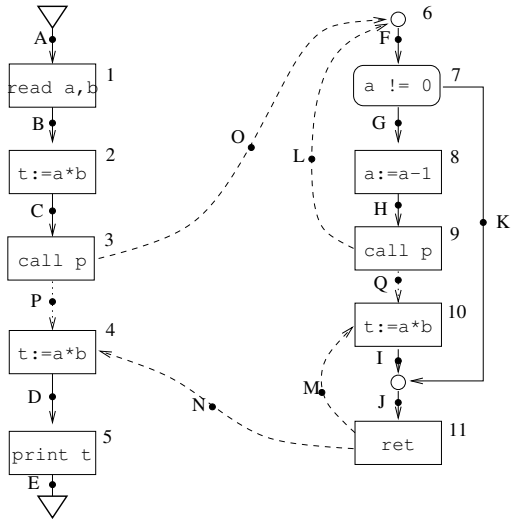 A
read a,b
1
B
t:=a*b
2
C
call p
3
P
t:=a*b
4
D
print t
5
E
O
L
N
M
6
F
a != 0
7
G
a:=a-1
8
H
K
call p
9
Q
t:=a*b
10
I
J
ret
11